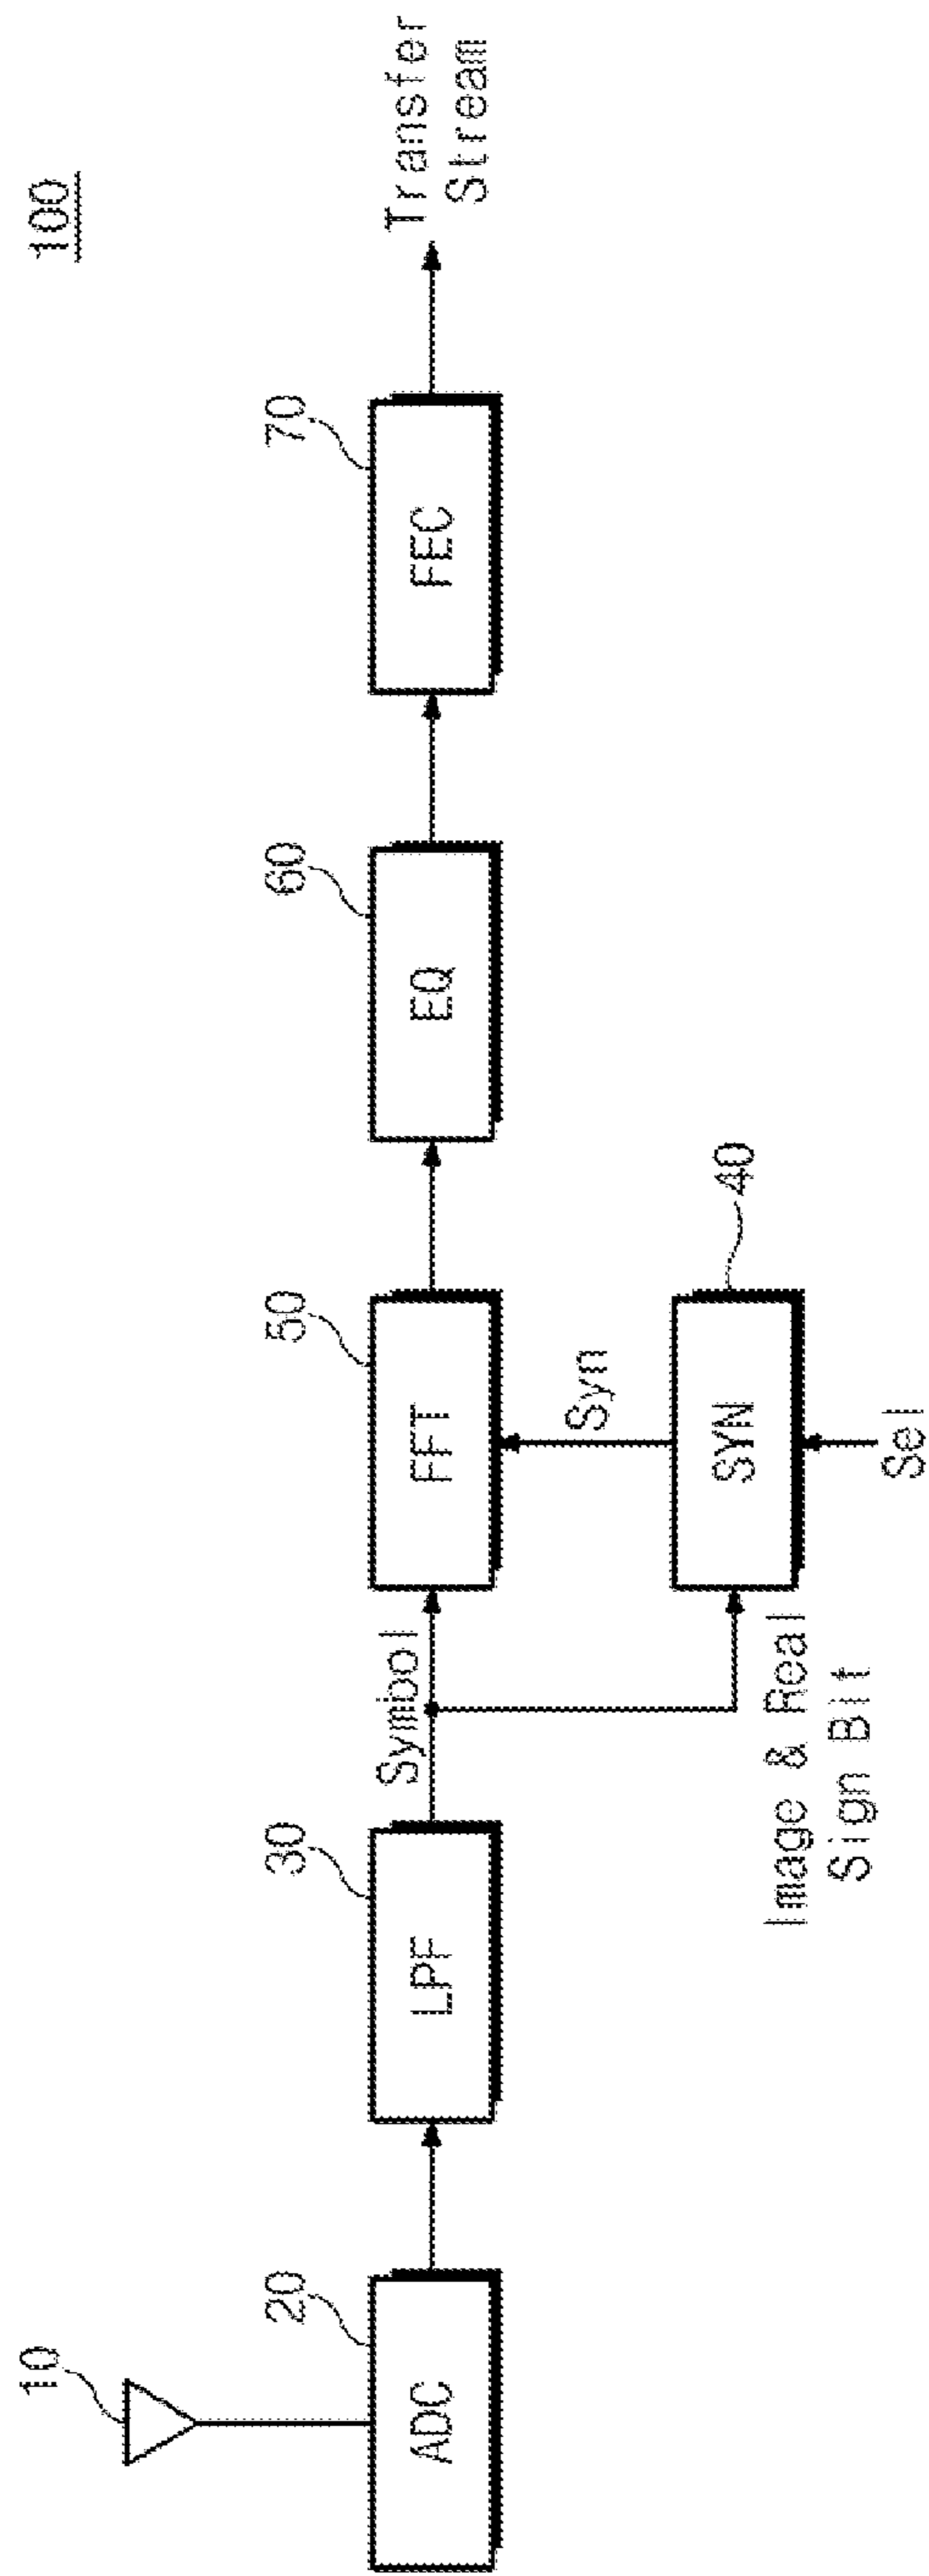 100
10
20
30
50
60
70
ADC
LPF
Symbol
FFT
EQ
FEC
Transfer
Stream
Syn
40
SYN
Image & Real
Sign Bit
Sel